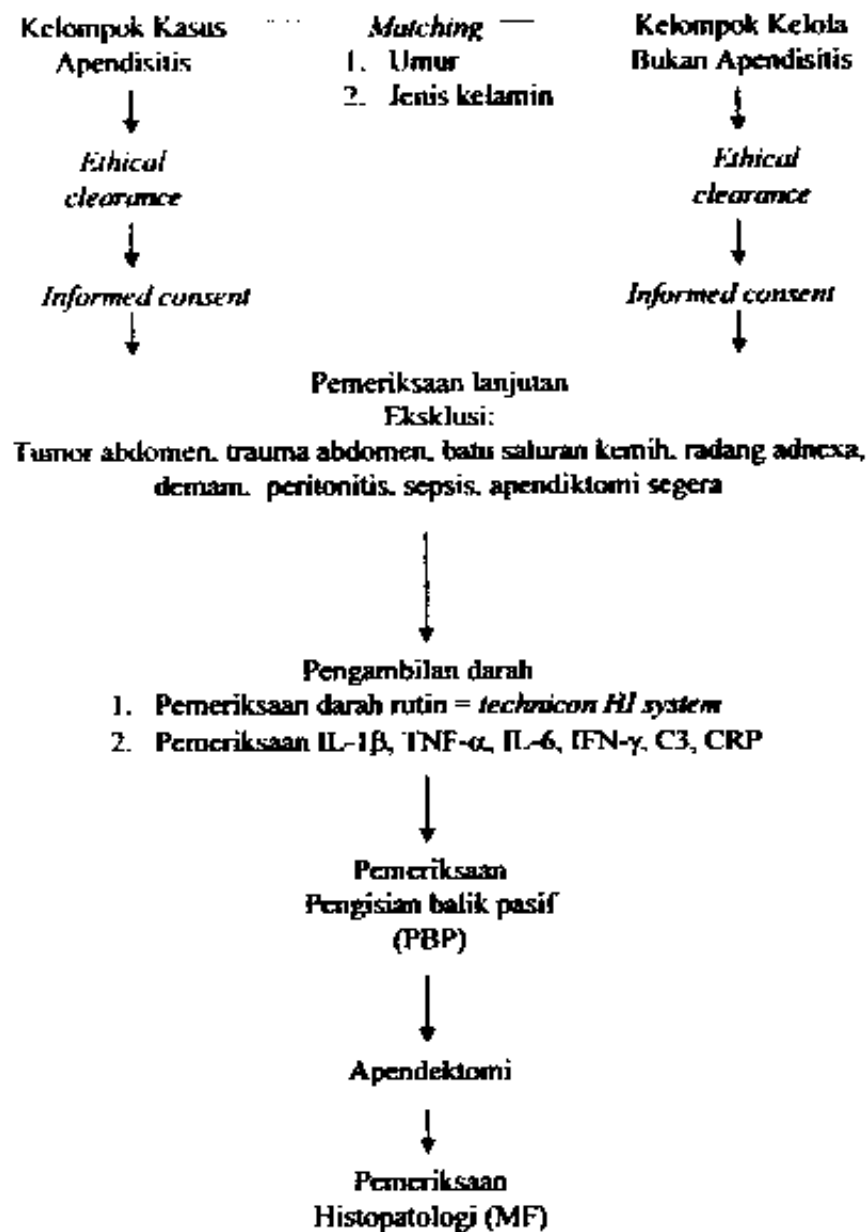 Kelompok Kasus
Apendisitis
Matching
1. Umur
2. Jenis kelamin
Kelompok Kelola
Bukan Apendisitis
Ethical
clearance
Ethical
clearance
Informed consent
Informed consent
Pemeriksaan lanjutan
Eksklusi:
Tumor abdomen, trauma abdomen, batu saluran kemih, radang adnexa,
demam, peritonitis, sepsis, apendiktomi segera
Pengambilan darah
1. Pemeriksaan darah rutin = technicon HI system
2. Pemeriksaan IL-1β, TNF-α, IL-6, IFN-γ, C3, CRP
Pemeriksaan
Pengisian balik pasif
(PBP)
Apendektomi
Pemeriksaan
Histopatologi (MF)